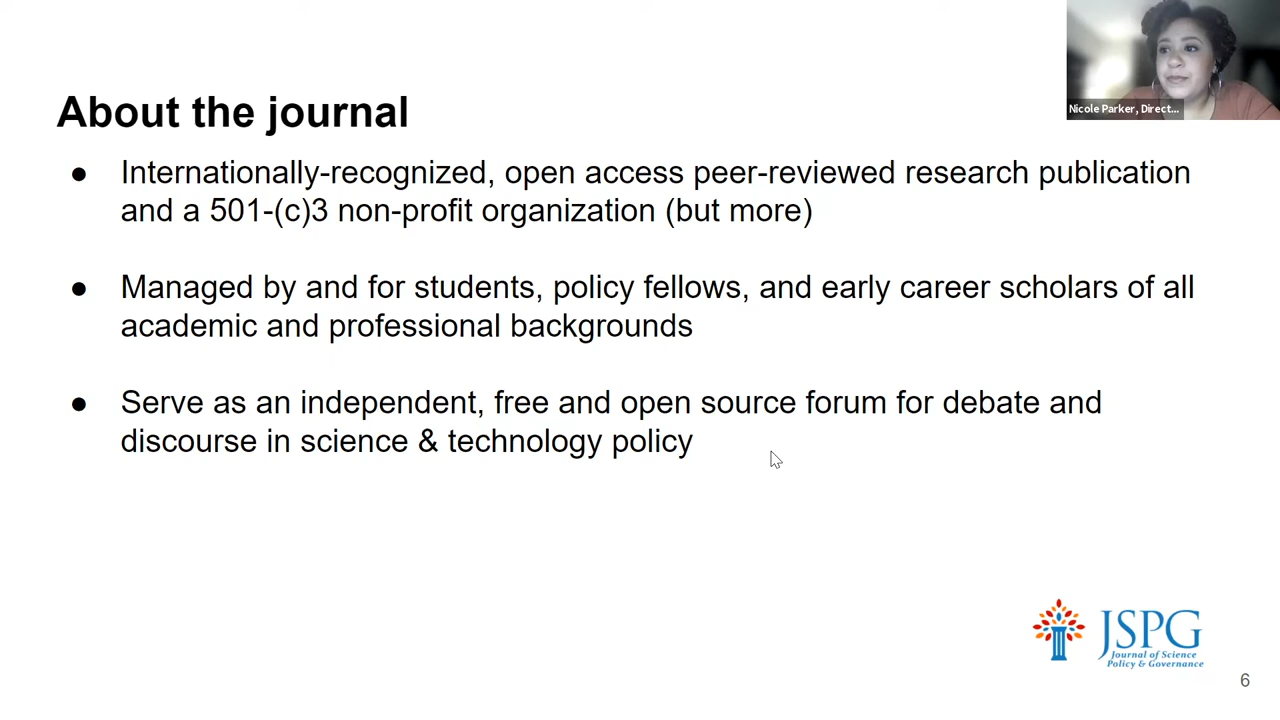 Nicole Parker, Direct...
About the journal
● Internationally-recognized, open access peer-reviewed research publication
and a 501-(c)3 non-profit organization (but more)
● Managed by and for students, policy fellows, and early career scholars of all
academic and professional backgrounds
● Serve as an independent, free and open source forum for debate and
discourse in science & technology policy
JSPG
Journal of Science
Policy & Governance
6